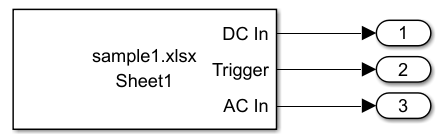 sample1.xlsx
Sheet1
DC In
1
Trigger
2
AC In
3